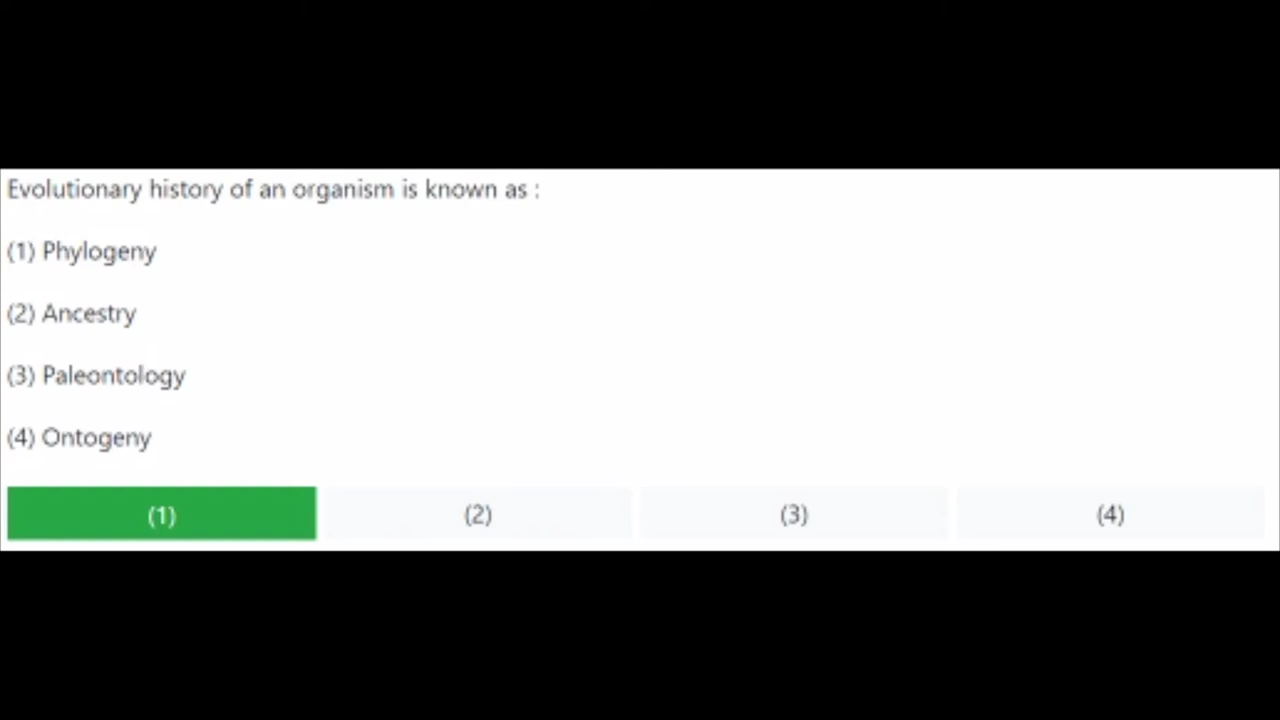 Evolutionary history of an organism is known as :
(1) Phylogeny
(2) Ancestry
(3) Paleontology
(4) Ontogeny
(1) (2) (3) (4)